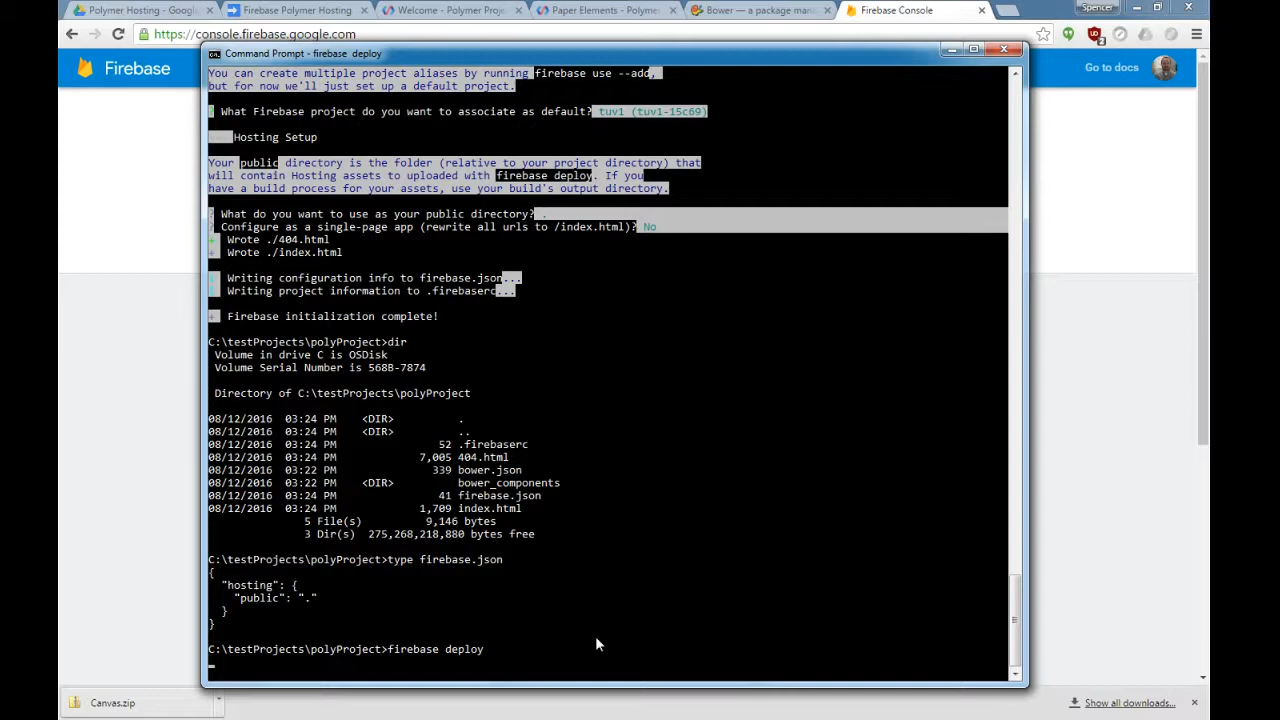 Polymer Hosting - Goog
Firebase Polymer Hosting
Welcome - Polymer Proje
Paper Elements - Polyme
Bower — a package man
Firebase Console
Spencer
https://console.firebase.google.com
Command Prompt - firebase deploy
Firebase
Go to docs
You can create multiple project aliases by running firebase use --add,
but for now we'll just set up a default project.
? What Firebase project do you want to associate as default? tuv1 (tuv1-15c69)
Hosting Setup
Your public directory is the folder (relative to your project directory) that
will contain Hosting assets to uploaded with firebase deploy. If you
have a build process for your assets, use your build's output directory.
? What do you want to use as your public directory? .
? Configure as a single-page app (rewrite all urls to /index.html)? No
+ Wrote ./404.html
+ Wrote ./index.html
i Writing configuration info to firebase.json...
i Writing project information to .firebaserc...
+ Firebase initialization complete!
C:\testProjects\polyProject>dir
Volume in drive C is OSDisk
Volume Serial Number is 568B-7874
Directory of C:\testProjects\polyProject
08/12/2016 03:24 PM <DIR> .
08/12/2016 03:24 PM <DIR> ..
08/12/2016 03:24 PM 52 .firebaserc
08/12/2016 03:24 PM 7,005 404.html
08/12/2016 03:22 PM 339 bower.json
08/12/2016 03:22 PM <DIR> bower_components
08/12/2016 03:24 PM 41 firebase.json
08/12/2016 03:24 PM 1,709 index.html
5 File(s) 9,146 bytes
3 Dir(s) 275,268,218,880 bytes free
C:\testProjects\polyProject>type firebase.json
{
"hosting": {
"public": "."
}
}
C:\testProjects\polyProject>firebase deploy
Canvas.zip
Show all downloads...